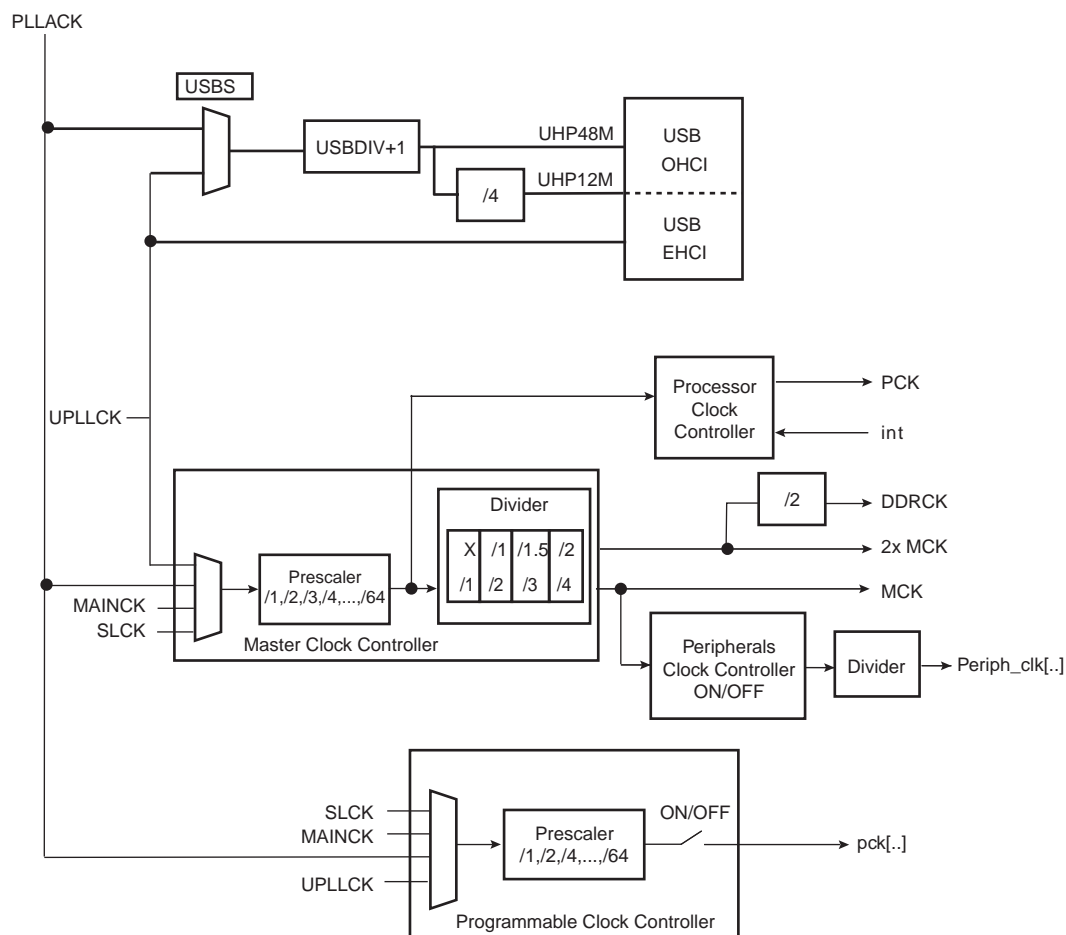 PLLACK
USBS
USBDIV+1
UHP48M
USB
OHCI
/4
UHP12M
USB
EHCI
UPLLCK
Processor
Clock
Controller
PCK
int
Divider
/2
DDRCK
X /1 /1.5 /2
/1 /2 /3 /4
2x MCK
Prescaler
/1,/2,/3,/4,...,/64
MCK
MAINCK
SLCK
Master Clock Controller
Peripherals
Clock Controller
ON/OFF
Divider
Periph_clk[..]
SLCK
MAINCK
UPLLCK
Prescaler
/1,/2,/4,...,/64
ON/OFF
pck[..]
Programmable Clock Controller